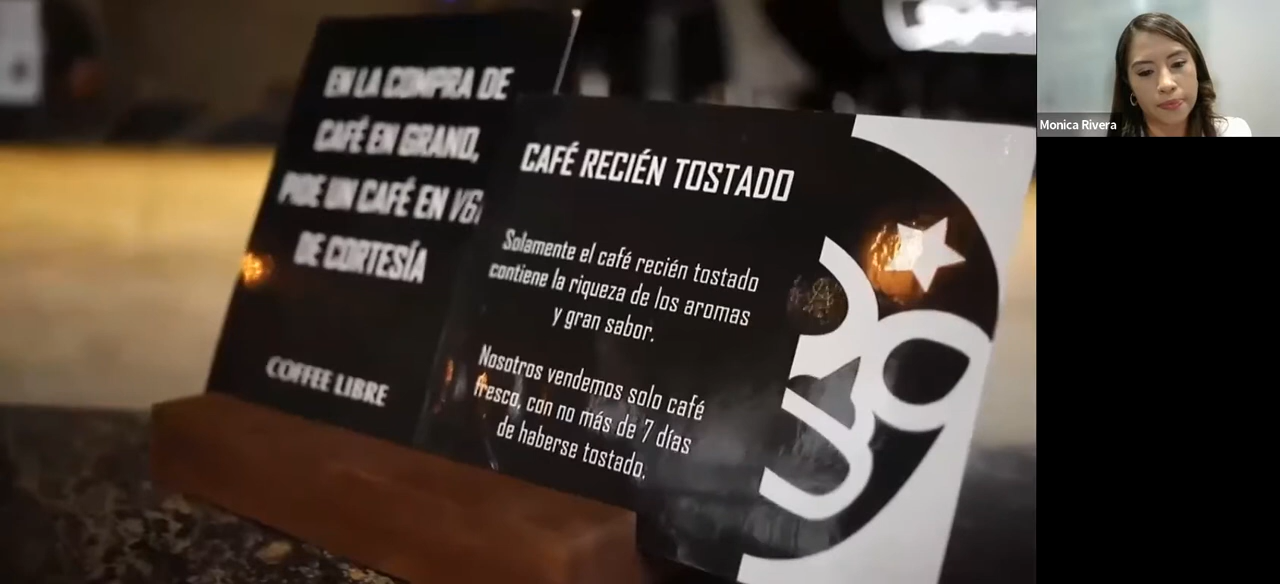 EN LA COMPRA DE
CAFÉ EN GRANO,
PIDE UN CAFÉ EN
DE CORTESÍA
COFFEE LIBRE
CAFÉ RECIÉN TOSTADO
Solamente el café recién tostado
contiene la riqueza de los aromas
y gran sabor.
Nosotros vendemos solo café
fresco, con no más de 7 días
de haberse tostado.
Monica Rivera